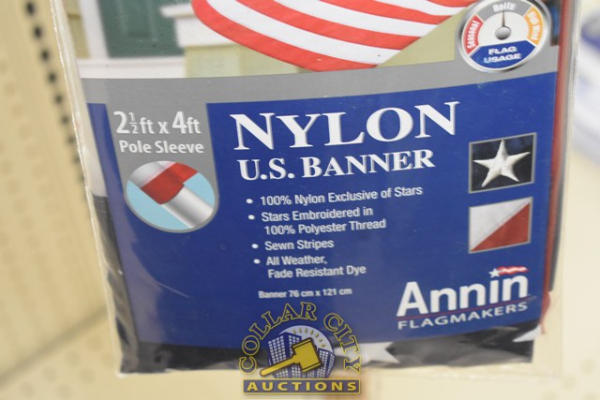 Seasonal
Daily
FLAG
USAGE
2½ft x 4ft
Pole Sleeve
NYLON
U.S. BANNER
• 100% Nylon Exclusive of Stars
• Stars Embroidered in
100% Polyester Thread
• Sewn Stripes
• All Weather,
Fade Resistant Dye
Banner 76 cm x 121 cm
Annin
FLAGMAKERS
COLLAR CITY
AUCTIONS